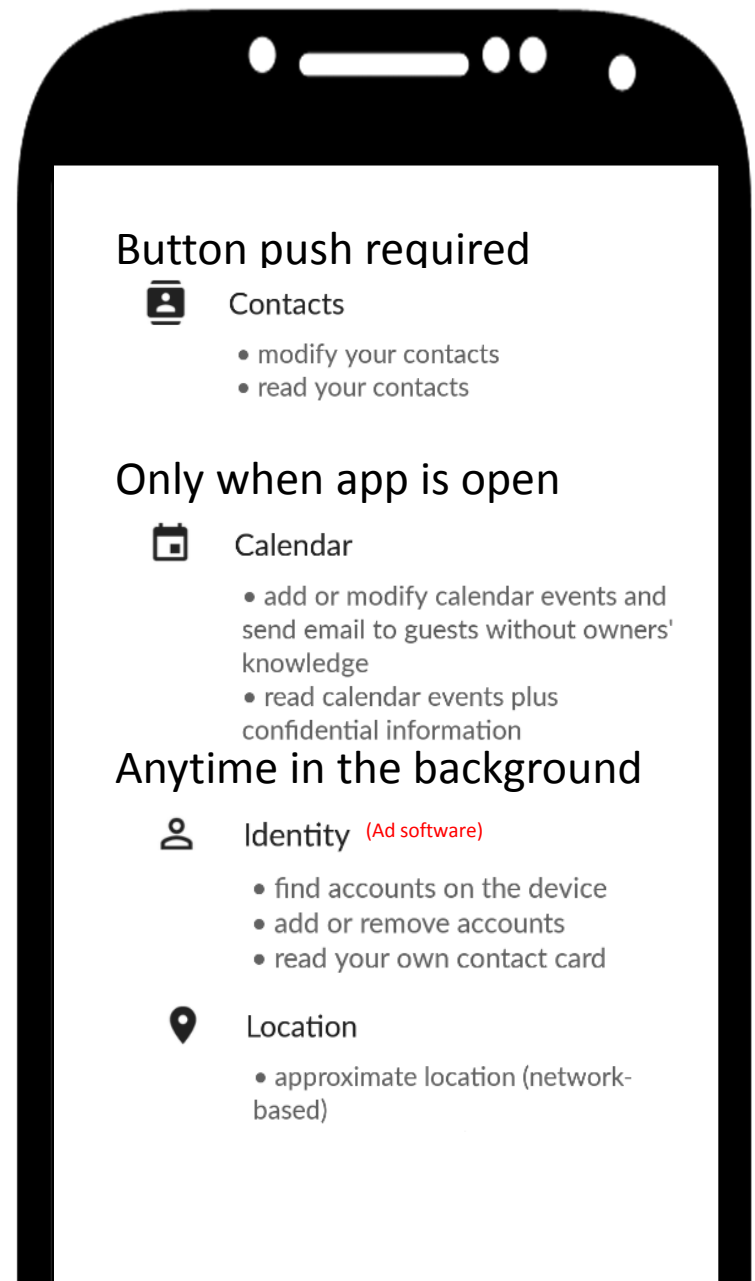 Button push required
Contacts
• modify your contacts
• read your contacts
Only when app is open
Calendar
• add or modify calendar events and
send email to guests without owners'
knowledge
• read calendar events plus
confidential information
Anytime in the background
Identity (Ad software)
• find accounts on the device
• add or remove accounts
• read your own contact card
Location
• approximate location (network-
based)